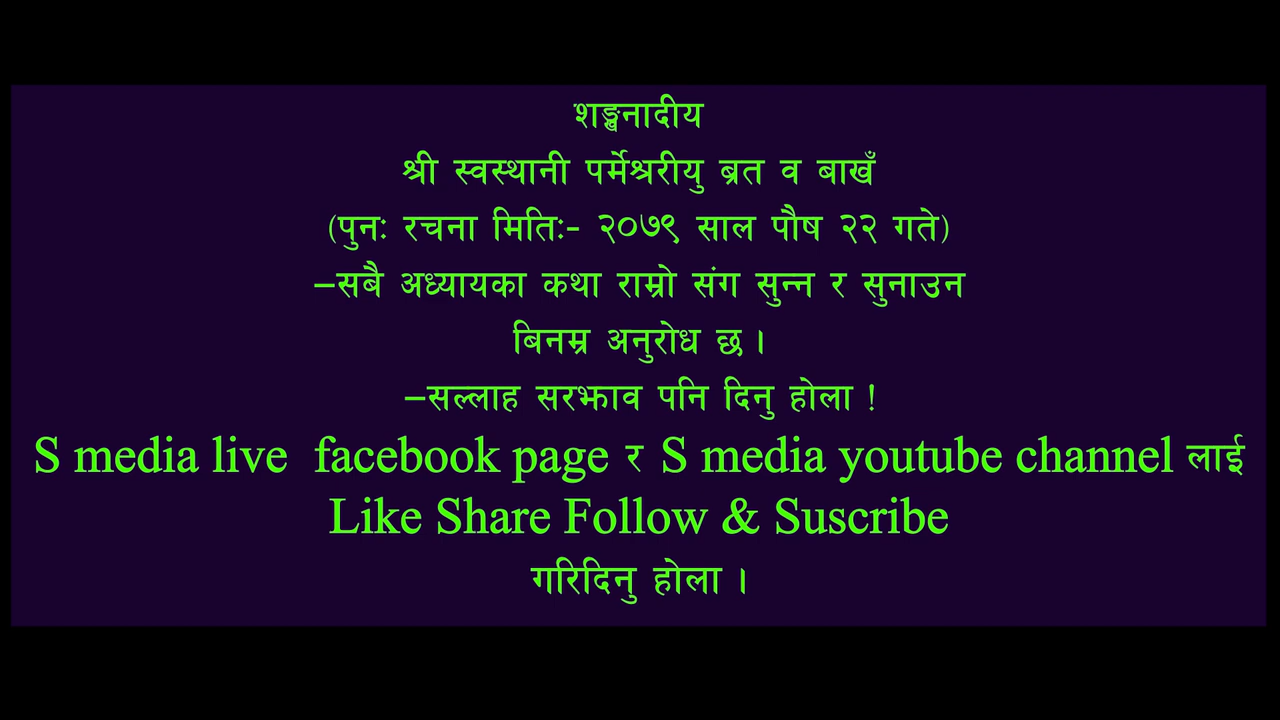 शङ्खनादीय
श्री स्वस्थानी पर्मेश्ररीयु ब्रत व बाखँ
(पुनः रचना मितिः- २०७९ साल पौष २२ गते)
–सबै अध्यायका कथा राम्रो संग सुन्न र सुनाउन
बिनम्र अनुरोध छ ।
–सल्लाह सरझाव पनि दिनु होला !
S media live facebook page र S media youtube channel लाई
Like Share Follow & Suscribe
गरिदिनु होला ।